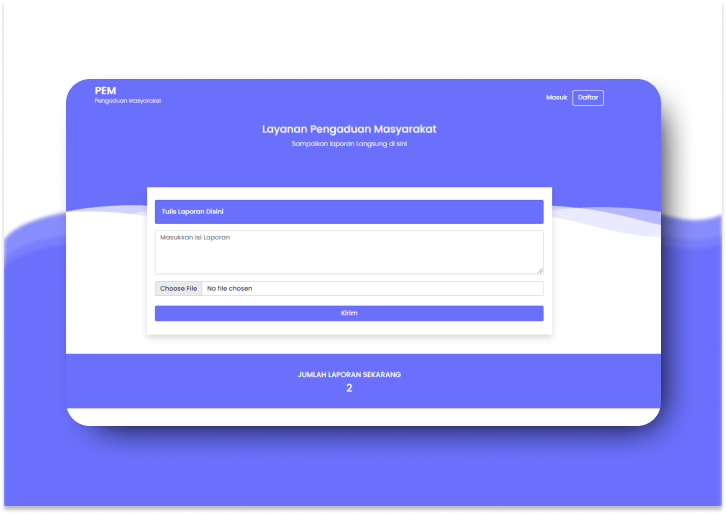 PEM
Pengaduan Masyarakat
Masuk
Daftar
Layanan Pengaduan Masyarakat
Sampaikan laporan Langsung di sini
Tulis Laporan Disini
Masukkan Isi Laporan
Choose File No file chosen
Kirim
JUMLAH LAPORAN SEKARANG
2